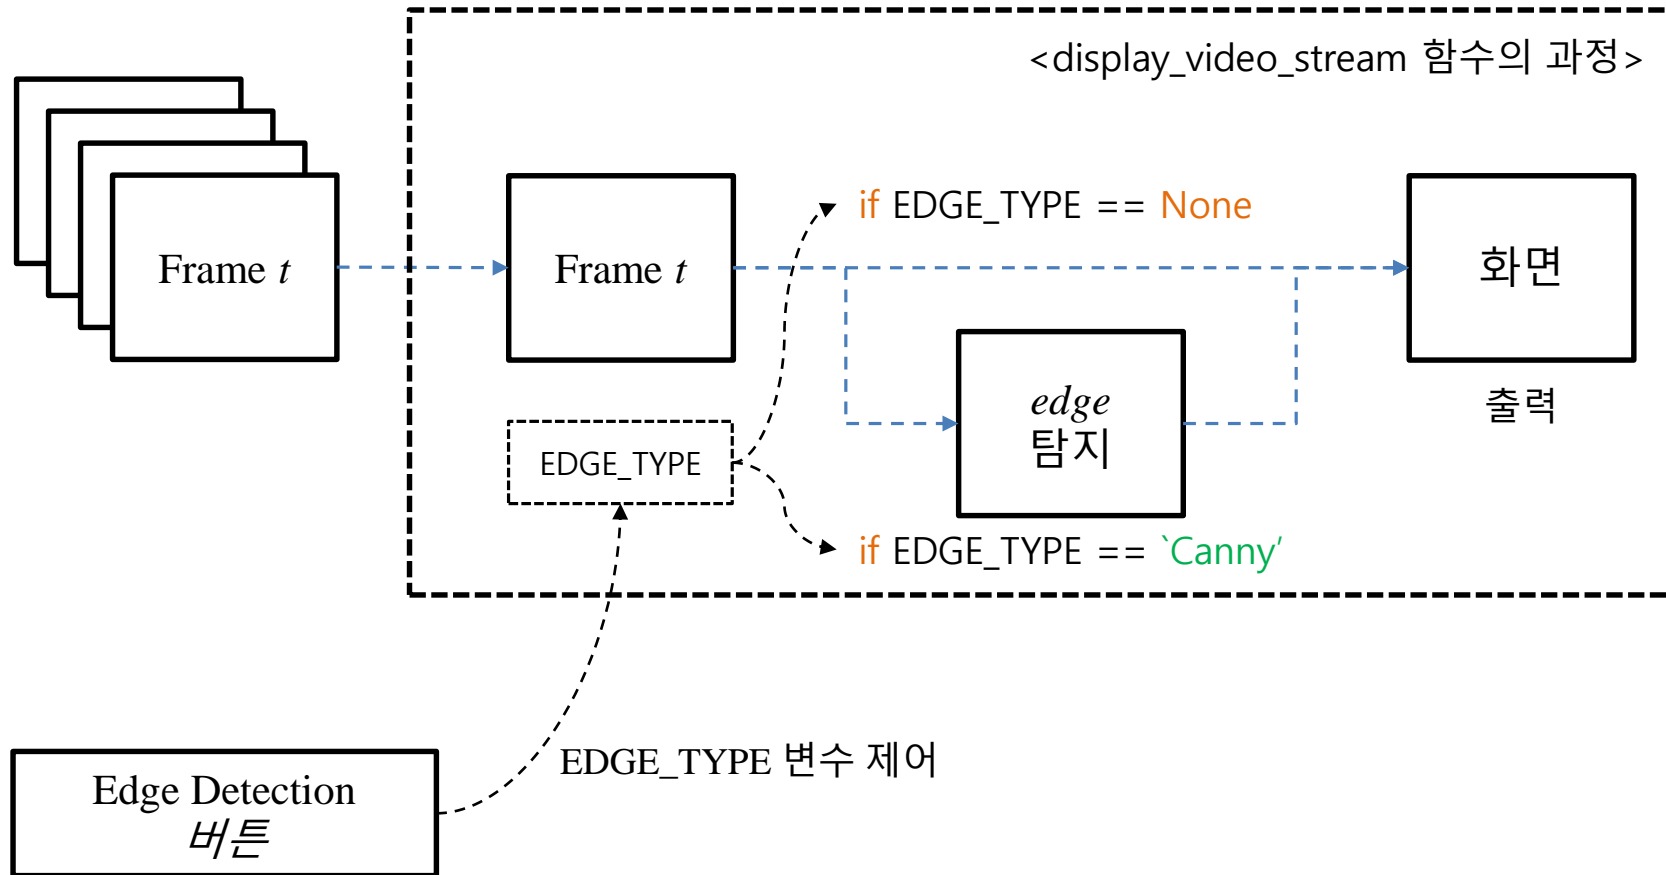 <display_video_stream 함수의 과정>
Frame t
Frame t
if EDGE_TYPE == None
화면
출력
edge
탐지
EDGE_TYPE
if EDGE_TYPE == `Canny'
EDGE_TYPE 변수 제어
Edge Detection
버튼